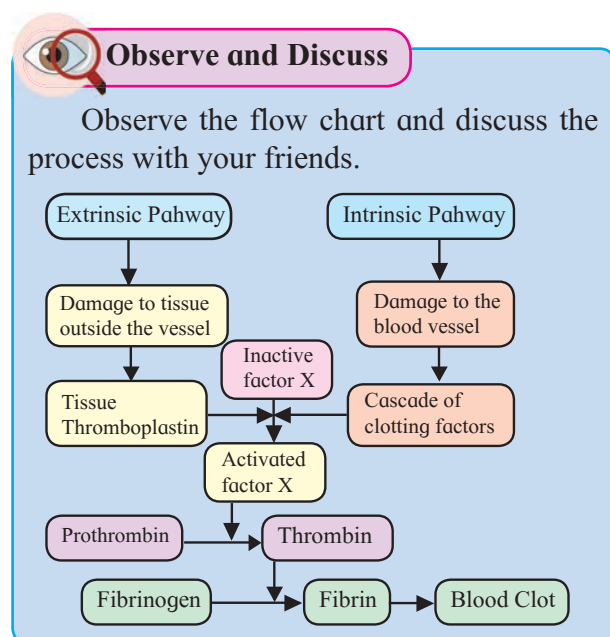 Observe and Discuss
Observe the flow chart and discuss the
process with your friends.
Extrinsic Pahway
Intrinsic Pahway
Damage to tissue
outside the vessel
Damage to the
blood vessel
Inactive
factor X
Tissue
Thromboplastin
Cascade of
clotting factors
Activated
factor X
Prothrombin
Thrombin
Fibrinogen
Fibrin
Blood Clot